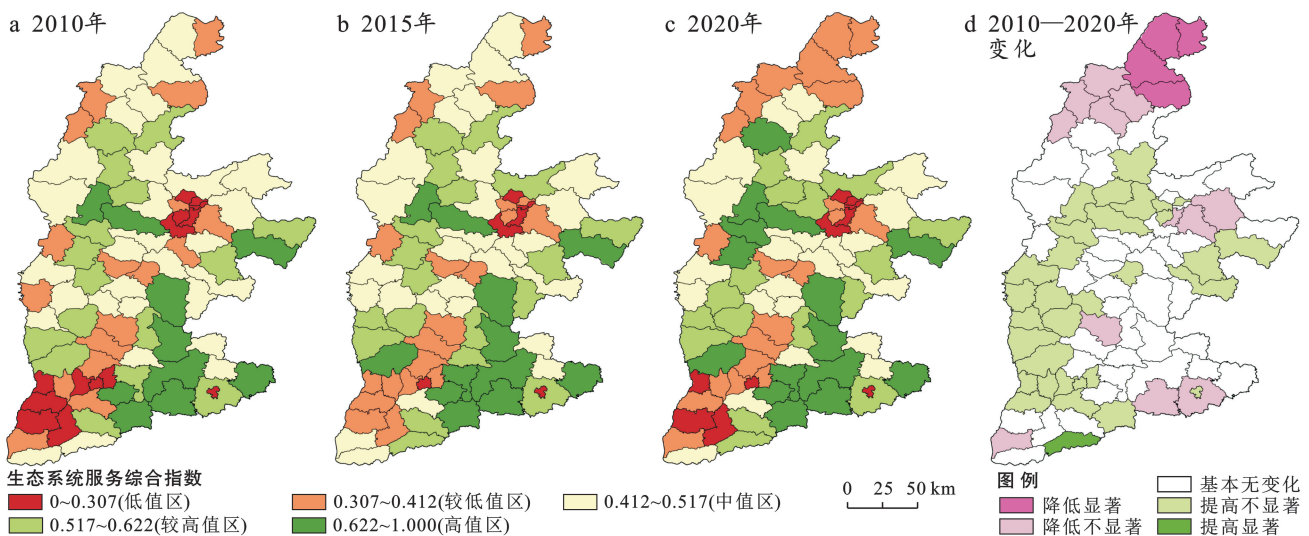 a 2010年
b 2015年
c 2020年
d 2010—2020年
变化
生态系统服务综合指数
0~0.307(低值区)
0.307~0.412(较低值区)
0.412~0.517(中值区)
0.517~0.622(较高值区)
0.622~1.000(高值区)
0 25 50 km
图例
降低显著
降低不显著
基本无变化
提高不显著
提高显著